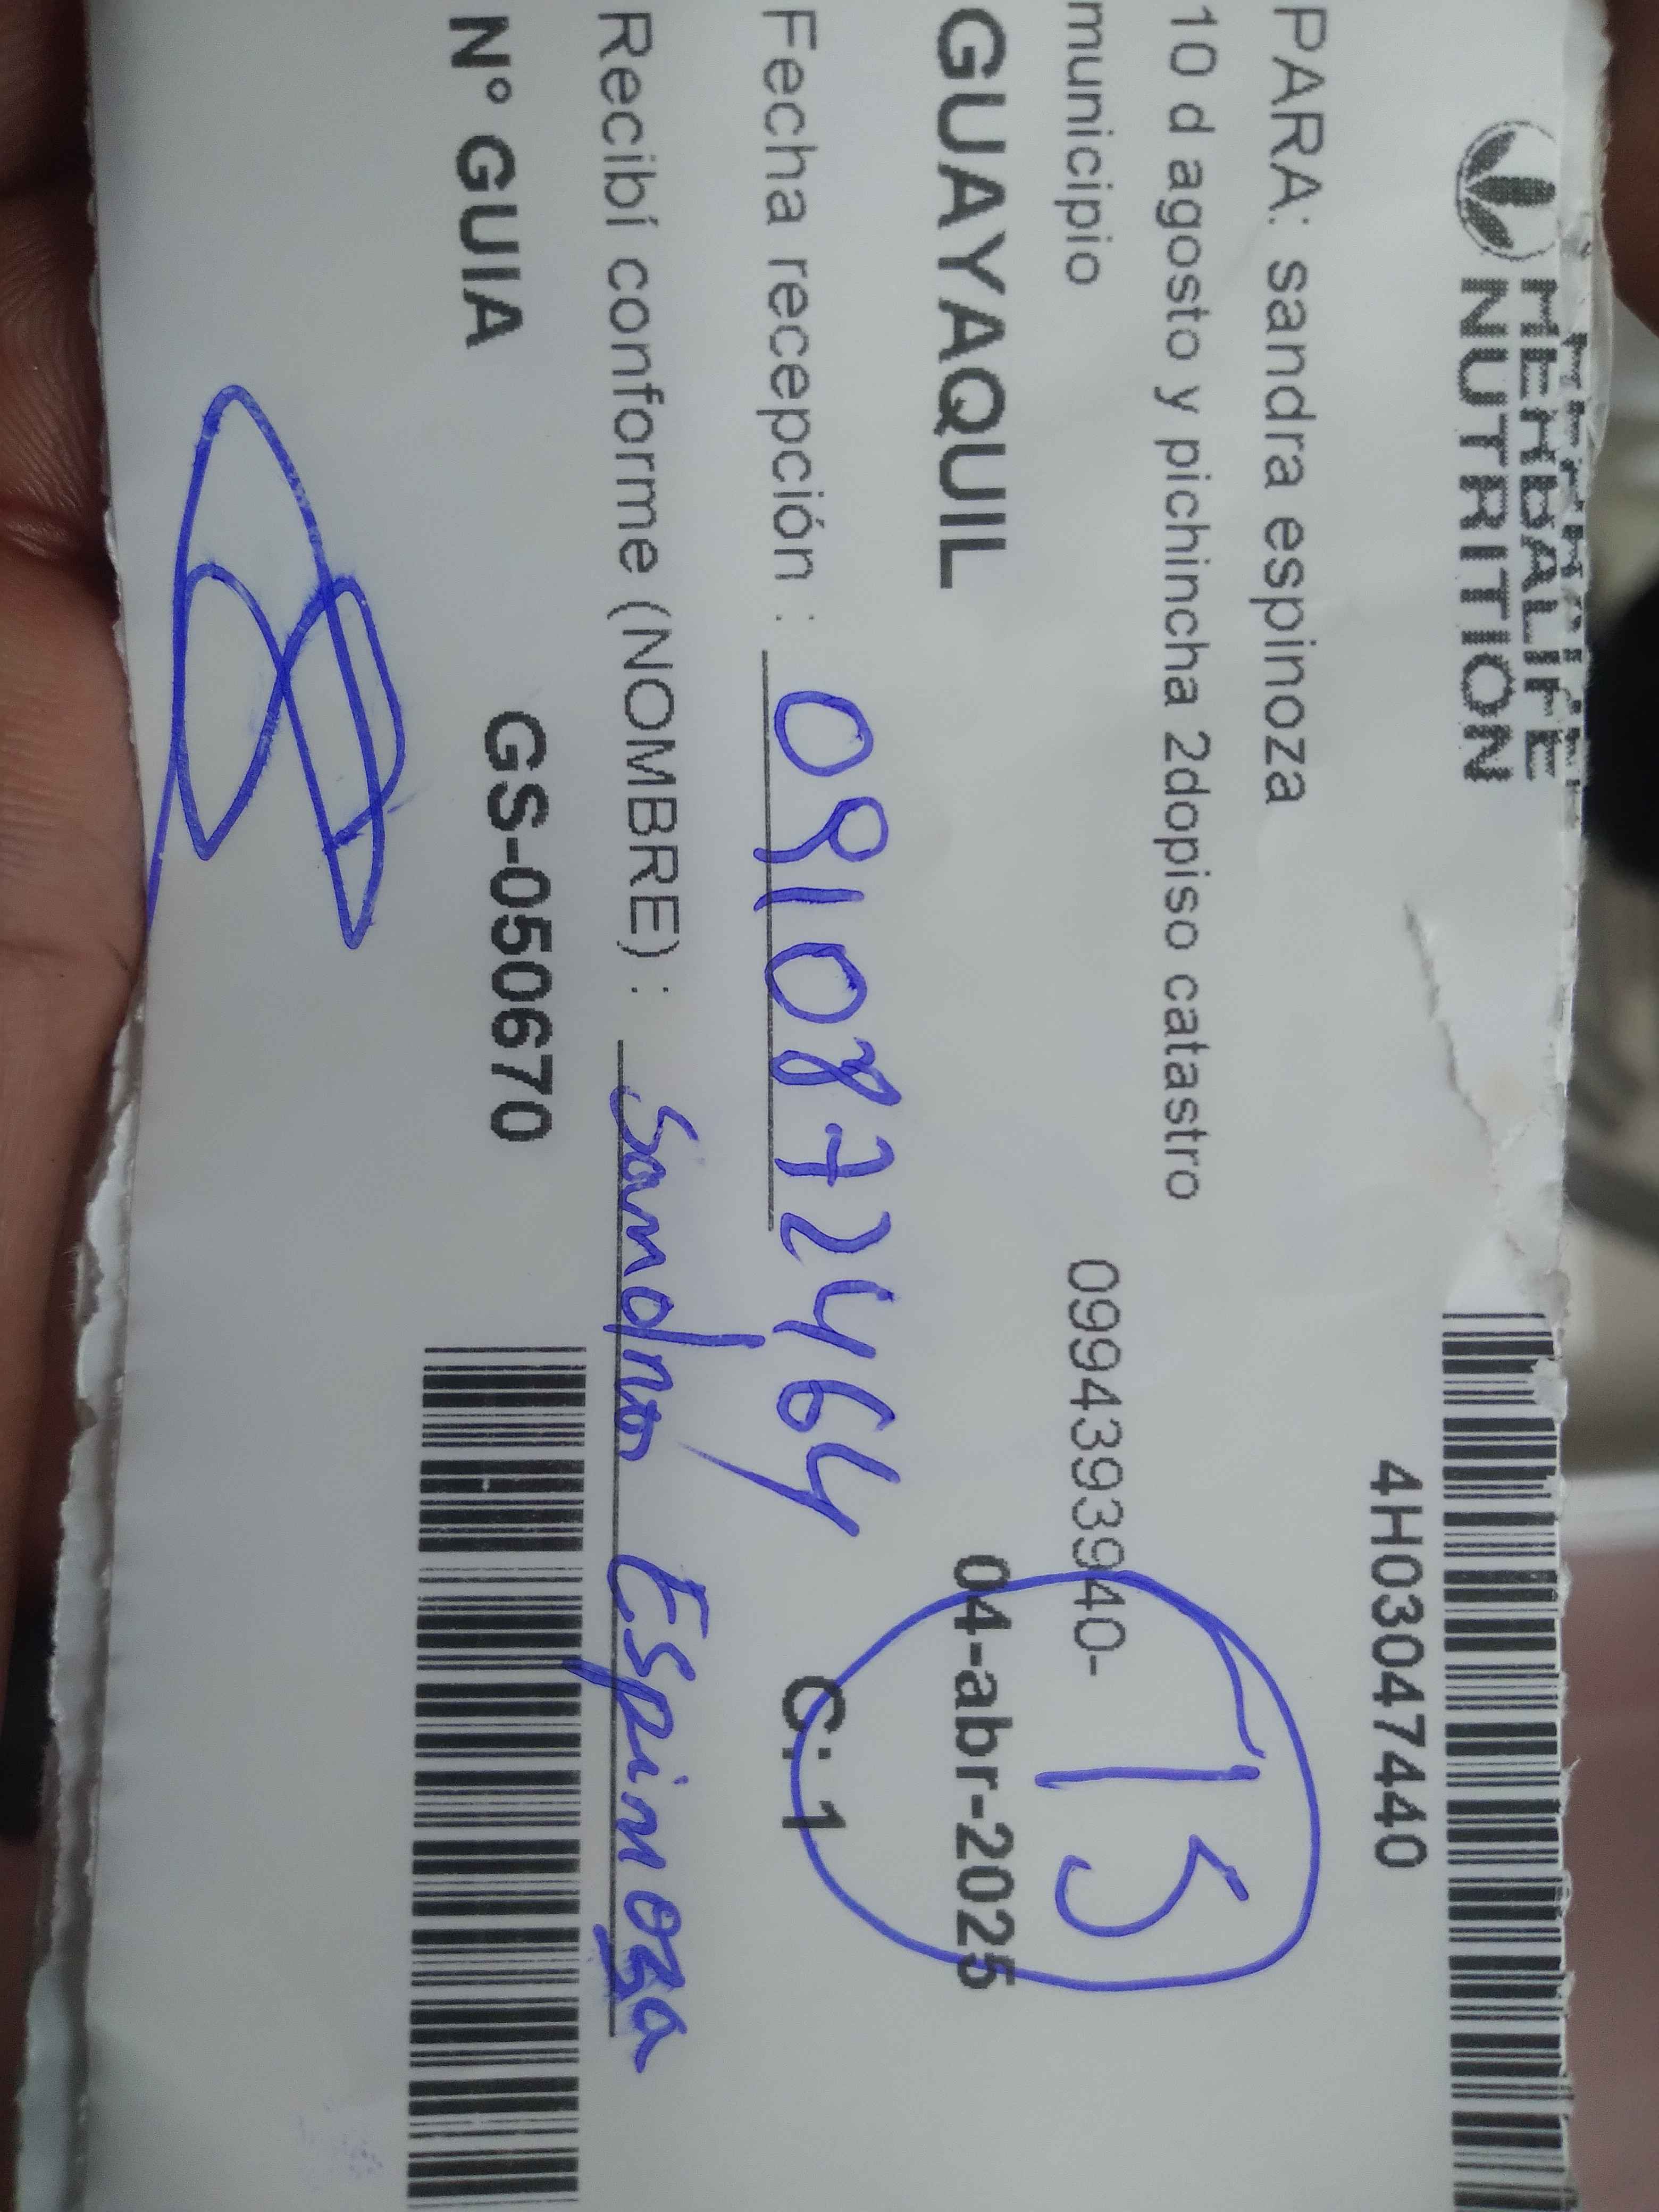 HERBALIFE
NUTRITION
4H03047440
PARA: sandra espinoza
10 d agosto y pichincha 2dopiso catastro
municipio 0994393940-
15
GUAYAQUIL 04-abr-2025
Fecha recepción : 0910872464 C: 1
Recibí conforme (NOMBRE) : Sandra Espinoza
N° GUIA GS-050670